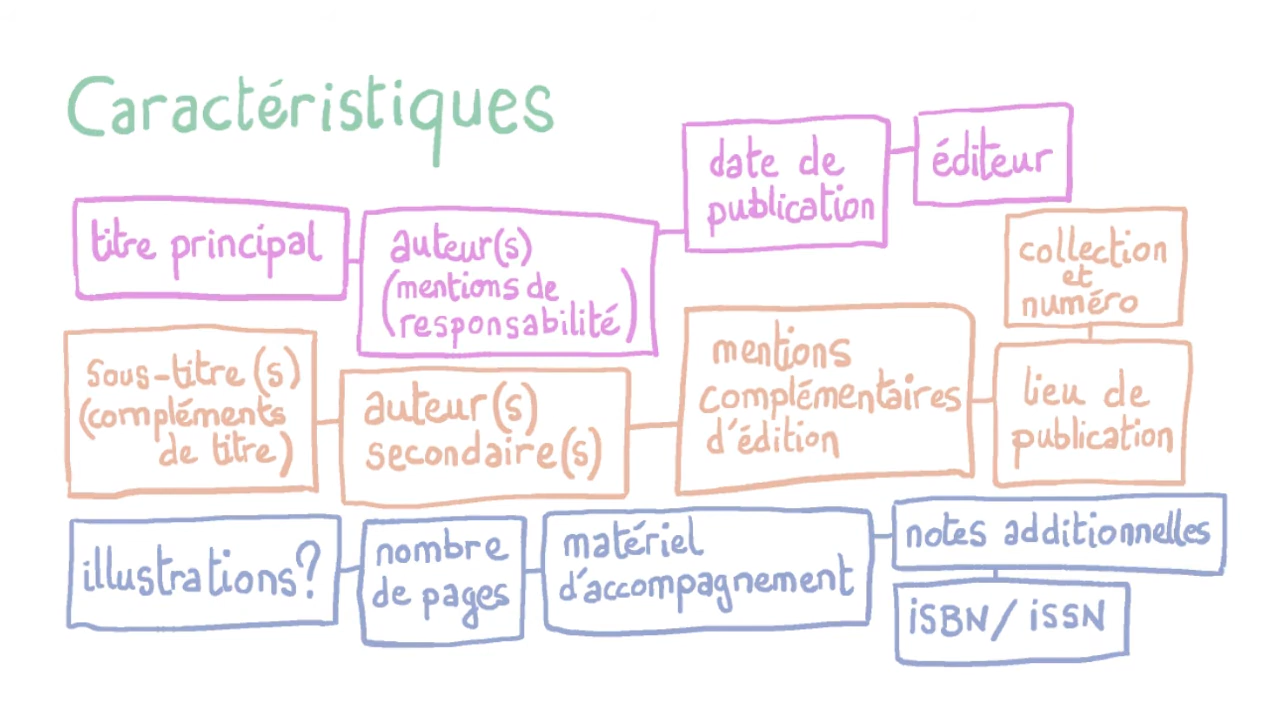 Caractéristiques
titre principal
auteur(s)
(mentions de
responsabilité)
date de
publication
éditeur
sous-titre(s)
(compléments
de titre)
auteur(s)
secondaire(s)
mentions
complémentaires
d'édition
lieu de
publication
collection
et
numéro
illustrations?
nombre
de pages
matériel
d'accompagnement
notes additionnelles
iSBN/ iSSN